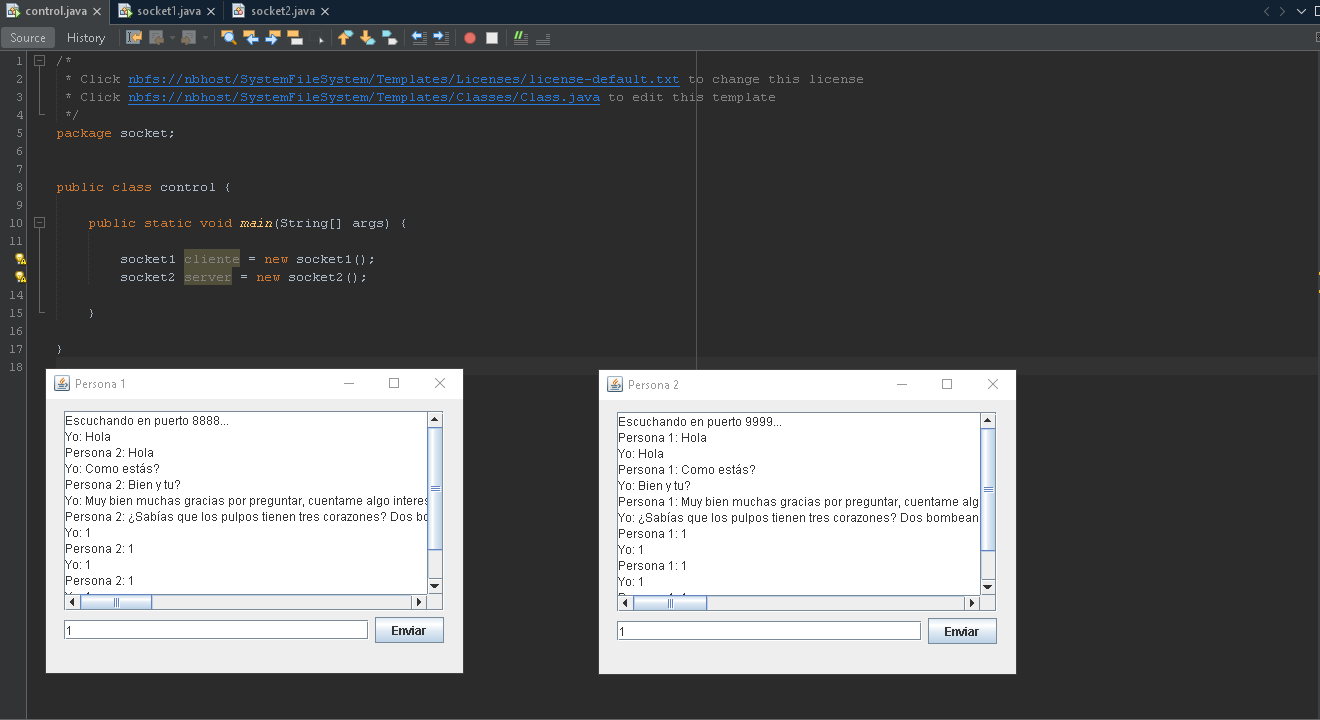 control.java socket1.java socket2.java
Source History
1 /*
2 * Click nbfs://nbhost/SystemFileSystem/Templates/Licenses/license-default.txt to change this license
3 * Click nbfs://nbhost/SystemFileSystem/Templates/Classes/Class.java to edit this template
4 */
5 package socket;
6
7
8 public class control {
9
10 public static void main(String[] args) {
11
socket1 cliente = new socket1();
socket2 server = new socket2();
14
15 }
16
17 }
18
Persona 1
Escuchando en puerto 8888...
Yo: Hola
Persona 2: Hola
Yo: Como estás?
Persona 2: Bien y tu?
Yo: Muy bien muchas gracias por preguntar, cuentame algo interes
Persona 2: ¿Sabías que los pulpos tienen tres corazones? Dos bo
Yo: 1
Persona 2: 1
Yo: 1
Persona 2: 1
1
Enviar
Persona 2
Escuchando en puerto 9999...
Persona 1: Hola
Yo: Hola
Persona 1: Como estás?
Yo: Bien y tu?
Persona 1: Muy bien muchas gracias por preguntar, cuentame alg
Yo: ¿Sabías que los pulpos tienen tres corazones? Dos bombean
Persona 1: 1
Yo: 1
Persona 1: 1
Yo: 1
1
Enviar